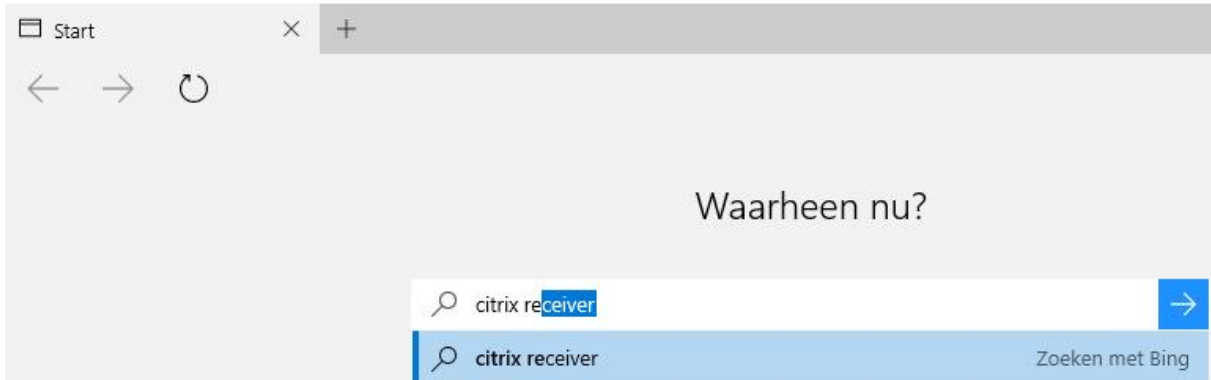 Start
Waarheen nu?
citrix receiver
citrix receiver Zoeken met Bing